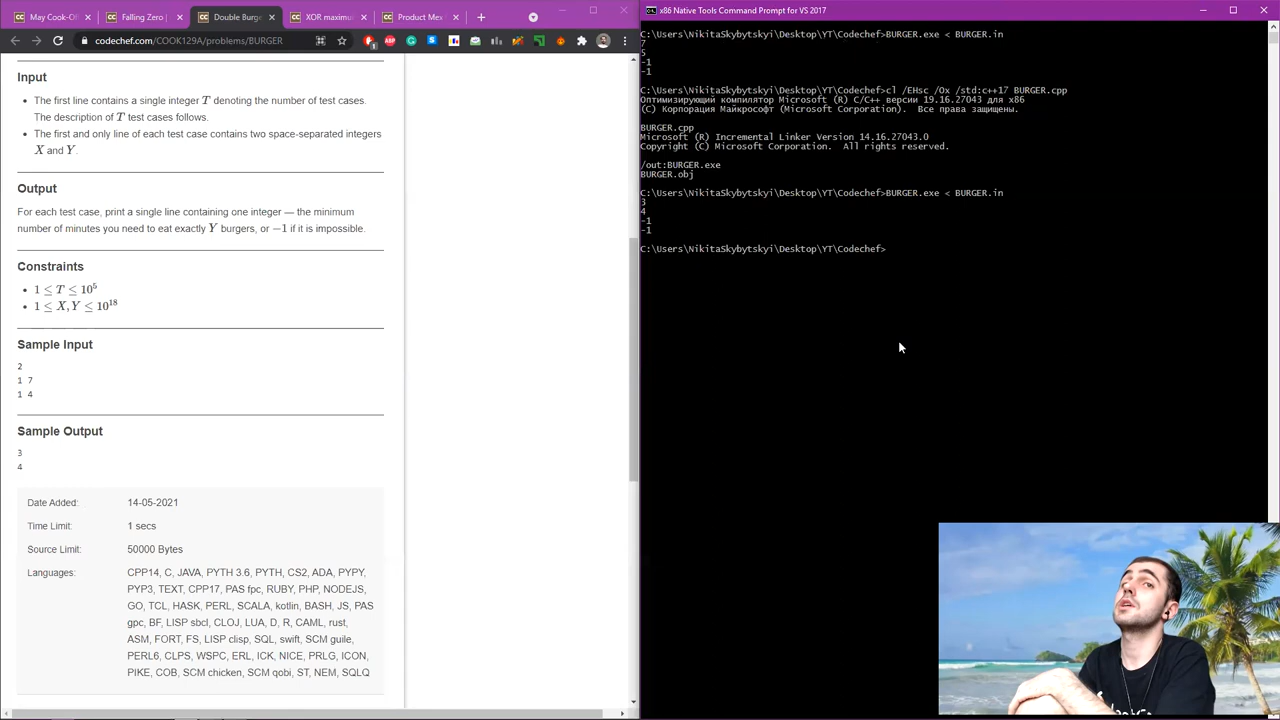 May Cook-Of
Falling Zero
Double Burge
XOR maximu
Product Mex
codechef.com/COOK129A/problems/BURGER
Input
• The first line contains a single integer T denoting the number of test cases.
The description of T test cases follows.
• The first and only line of each test case contains two space-separated integers
X and Y.
Output
For each test case, print a single line containing one integer — the minimum
number of minutes you need to eat exactly Y burgers, or −1 if it is impossible.
Constraints
• 1 ≤ T ≤ 10^5
• 1 ≤ X, Y ≤ 10^18
Sample Input
2
1 7
1 4
Sample Output
3
4
Date Added: 14-05-2021
Time Limit: 1 secs
Source Limit: 50000 Bytes
Languages: CPP14, C, JAVA, PYTH 3.6, PYTH, CS2, ADA, PYPY,
PYP3, TEXT, CPP17, PAS fpc, RUBY, PHP, NODEJS,
GO, TCL, HASK, PERL, SCALA, kotlin, BASH, JS, PAS
gpc, BF, LISP sbcl, CLOJ, LUA, D, R, CAML, rust,
ASM, FORT, FS, LISP clisp, SQL, swift, SCM guile,
PERL6, CLPS, WSPC, ERL, ICK, NICE, PRLG, ICON,
PIKE, COB, SCM chicken, SCM qobi, ST, NEM, SQLQ
x86 Native Tools Command Prompt for VS 2017
C:\Users\NikitaSkybytskyi\Desktop\YT\Codechef>BURGER.exe < BURGER.in
7
5
-1
-1
C:\Users\NikitaSkybytskyi\Desktop\YT\Codechef>cl /EHsc /Ox /std:c++17 BURGER.cpp
Оптимизирующий компилятор Microsoft (R) C/C++ версии 19.16.27043 для x86
(C) Корпорация Майкрософт (Microsoft Corporation). Все права защищены.
BURGER.cpp
Microsoft (R) Incremental Linker Version 14.16.27043.0
Copyright (C) Microsoft Corporation. All rights reserved.
/out:BURGER.exe
BURGER.obj
C:\Users\NikitaSkybytskyi\Desktop\YT\Codechef>BURGER.exe < BURGER.in
3
4
-1
-1
C:\Users\NikitaSkybytskyi\Desktop\YT\Codechef>